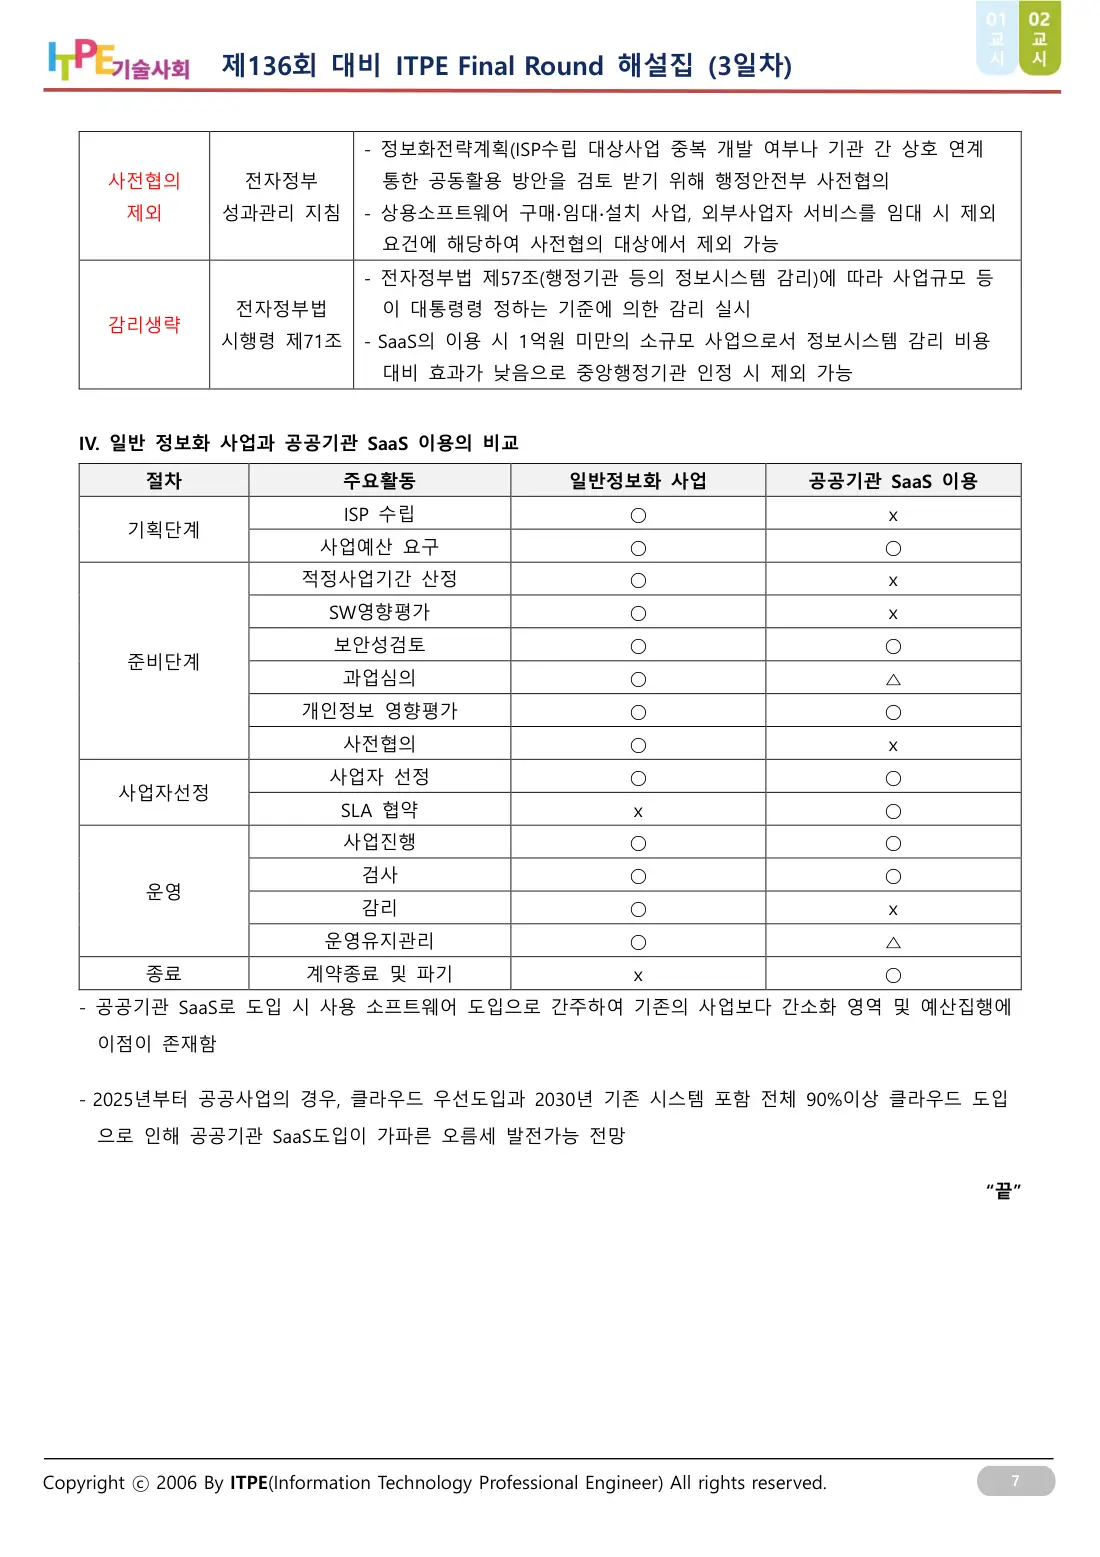 01
교
시
02
교
시
ITPE기술사회 제136회 대비 ITPE Final Round 해설집 (3일차)
사전협의
제외
전자정부
성과관리 지침
- 정보화전략계획(ISP수립 대상사업 중복 개발 여부나 기관 간 상호 연계
통한 공동활용 방안을 검토 받기 위해 행정안전부 사전협의
- 상용소프트웨어 구매·임대·설치 사업, 외부사업자 서비스를 임대 시 제외
요건에 해당하여 사전협의 대상에서 제외 가능
감리생략
전자정부법
시행령 제71조
- 전자정부법 제57조(행정기관 등의 정보시스템 감리)에 따라 사업규모 등
이 대통령령 정하는 기준에 의한 감리 실시
- SaaS의 이용 시 1억원 미만의 소규모 사업으로서 정보시스템 감리 비용
대비 효과가 낮음으로 중앙행정기관 인정 시 제외 가능
IV. 일반 정보화 사업과 공공기관 SaaS 이용의 비교
절차 주요활동 일반정보화 사업 공공기관 SaaS 이용
기획단계 ISP 수립 ○ x
사업예산 요구 ○ ○
준비단계 적정사업기간 산정 ○ x
SW영향평가 ○ x
보안성검토 ○ ○
과업심의 ○ △
개인정보 영향평가 ○ ○
사전협의 ○ x
사업자선정 사업자 선정 ○ ○
SLA 협약 x ○
운영 사업진행 ○ ○
검사 ○ ○
감리 ○ x
운영유지관리 ○ △
종료 계약종료 및 파기 x ○
- 공공기관 SaaS로 도입 시 사용 소프트웨어 도입으로 간주하여 기존의 사업보다 간소화 영역 및 예산집행에
이점이 존재함
- 2025년부터 공공사업의 경우, 클라우드 우선도입과 2030년 기존 시스템 포함 전체 90%이상 클라우드 도입
으로 인해 공공기관 SaaS도입이 가파른 오름세 발전가능 전망
“끝”
Copyright ⓒ 2006 By ITPE(Information Technology Professional Engineer) All rights reserved.
7